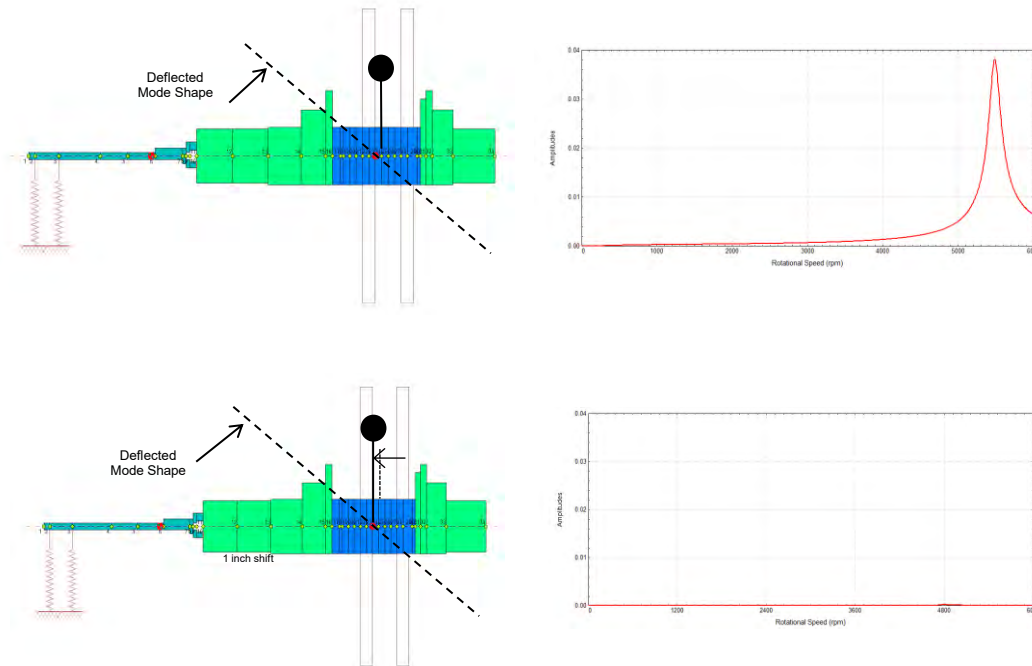 Deflected
Mode Shape
0.04
0.03
0.02
0.01
0.00
Amplitudes
0
1000
2000
3000
4000
5000
Rotational Speed (rpm)
Deflected
Mode Shape
1 inch shift
0.04
0.03
0.02
0.01
0.00
Amplitudes
0
1200
2400
3600
4800
Rotational Speed (rpm)